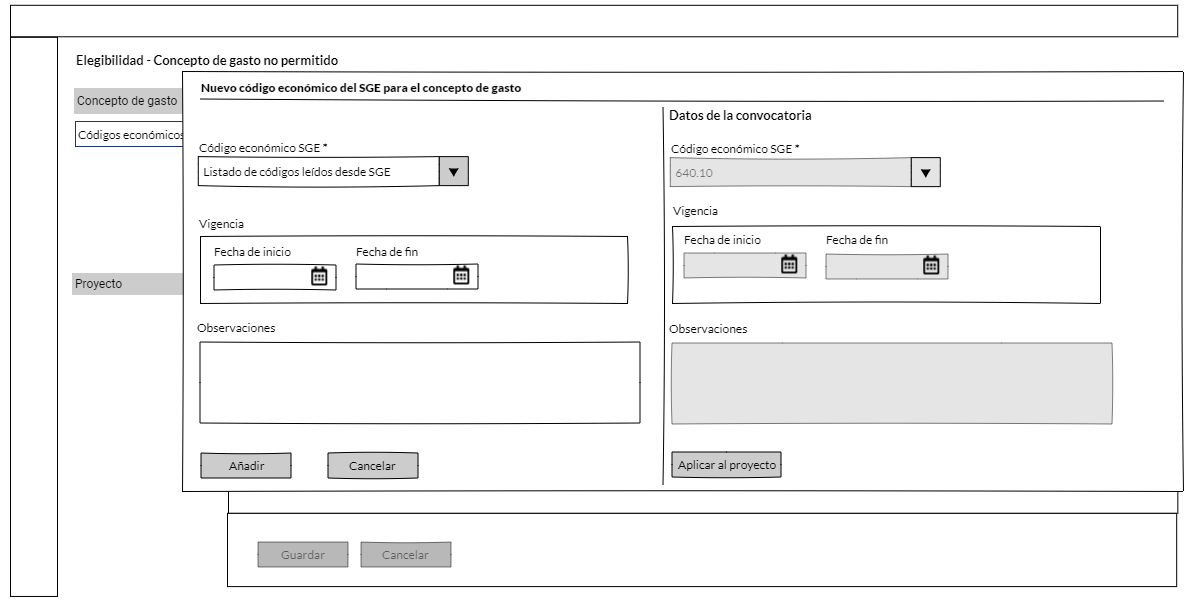 Elegibilidad - Concepto de gasto no permitido
Concepto de gasto
Códigos económicos
Proyecto
Nuevo código económico del SGE para el concepto de gasto
Código económico SGE *
Listado de códigos leídos desde SGE
Vigencia
Fecha de inicio
Fecha de fin
Observaciones
Añadir
Cancelar
Datos de la convocatoria
Código económico SGE *
640.10
Vigencia
Fecha de inicio
Fecha de fin
Observaciones
Aplicar al proyecto
Guardar
Cancelar